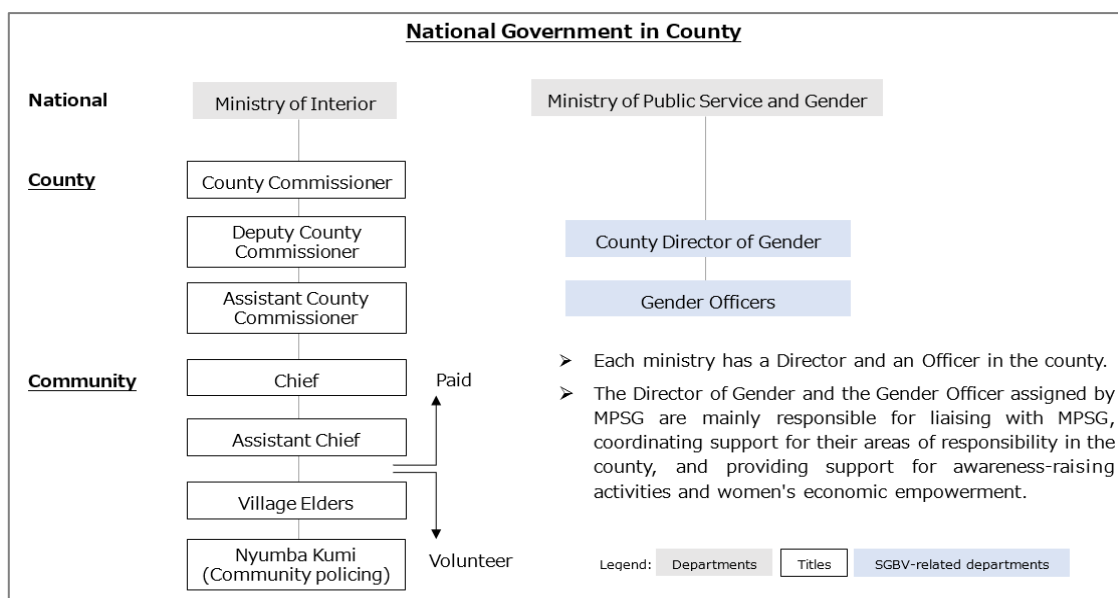 National Government in County
National
Ministry of Interior
Ministry of Public Service and Gender
County
County Commissioner
Deputy County
Commissioner
County Director of Gender
Assistant County
Commissioner
Gender Officers
Community
Chief
Paid
Assistant Chief
Village Elders
Nyumba Kumi
(Community policing)
Volunteer
➢ Each ministry has a Director and an Officer in the county.
➢ The Director of Gender and the Gender Officer assigned by
MPSG are mainly responsible for liaising with MPSG,
coordinating support for their areas of responsibility in the
county, and providing support for awareness-raising
activities and women's economic empowerment.
Legend: Departments Titles SGBV-related departments